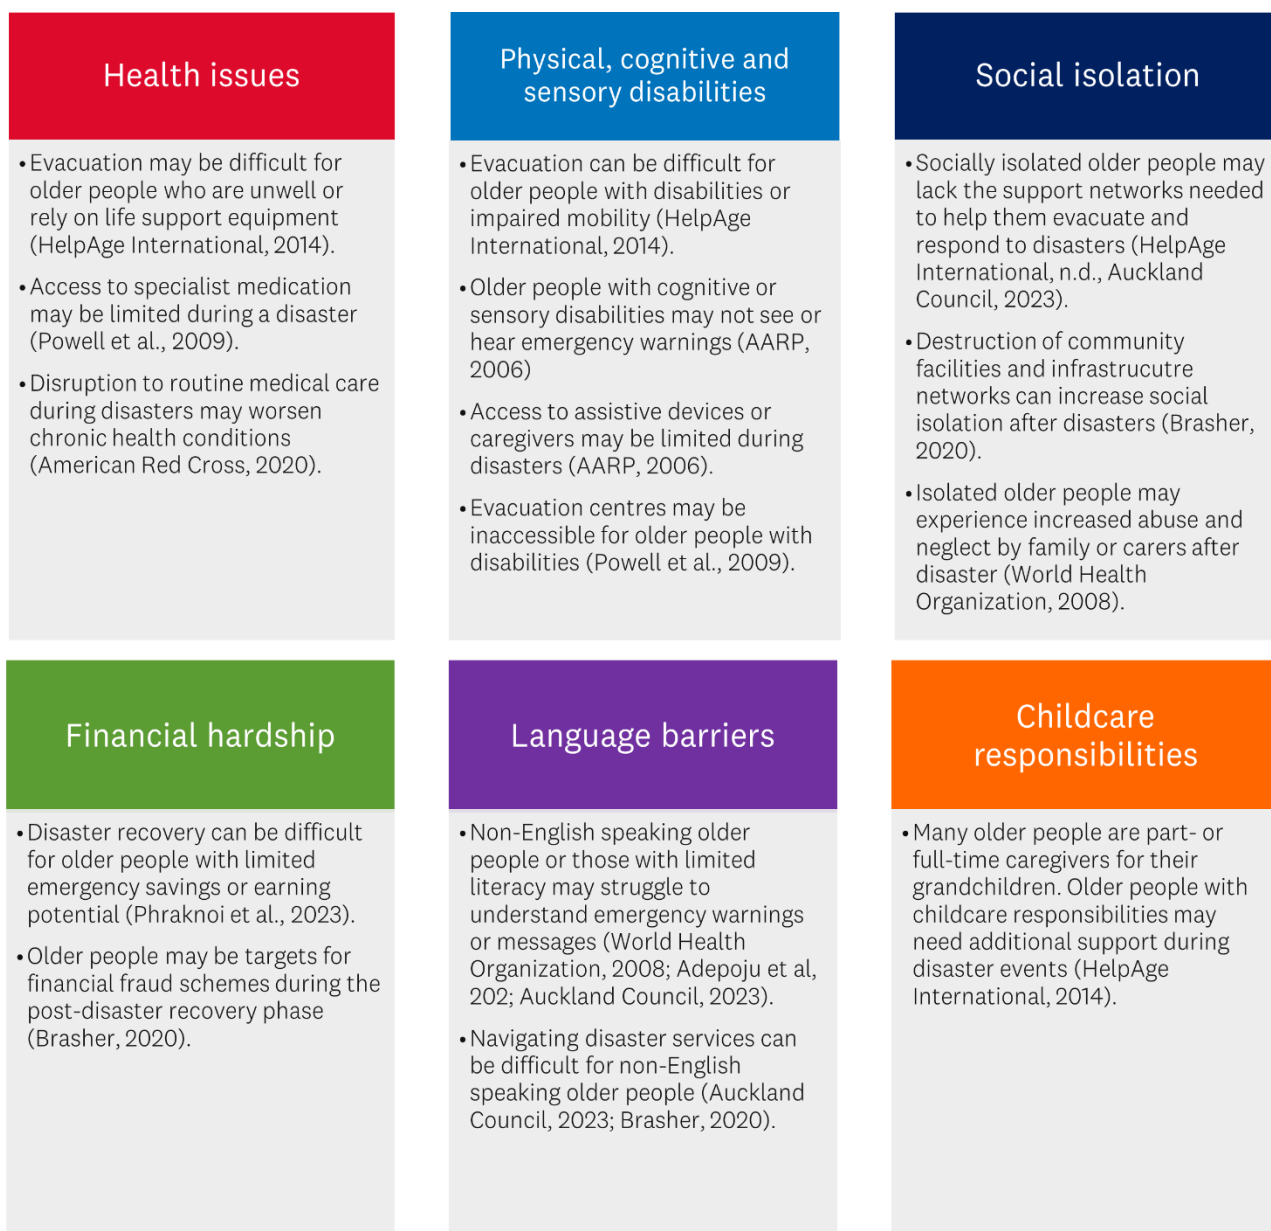 Health issues
• Evacuation may be difficult for
older people who are unwell or
rely on life support equipment
(HelpAge International, 2014).
• Access to specialist medication
may be limited during a disaster
(Powell et al., 2009).
• Disruption to routine medical care
during disasters may worsen
chronic health conditions
(American Red Cross, 2020).
Physical, cognitive and
sensory disabilities
• Evacuation can be difficult for
older people with disabilities or
impaired mobility (HelpAge
International, 2014).
• Older people with cognitive or
sensory disabilities may not see or
hear emergency warnings (AARP,
2006)
• Access to assistive devices or
caregivers may be limited during
disasters (AARP, 2006).
• Evacuation centres may be
inaccessible for older people with
disabilities (Powell et al., 2009).
Social isolation
• Socially isolated older people may
lack the support networks needed
to help them evacuate and
respond to disasters (HelpAge
International, n.d., Auckland
Council, 2023).
• Destruction of community
facilities and infrastrucutre
networks can increase social
isolation after disasters (Brasher,
2020).
• Isolated older people may
experience increased abuse and
neglect by family or carers after
disaster (World Health
Organization, 2008).
Financial hardship
• Disaster recovery can be difficult
for older people with limited
emergency savings or earning
potential (Phraknoi et al., 2023).
• Older people may be targets for
financial fraud schemes during the
post-disaster recovery phase
(Brasher, 2020).
Language barriers
• Non-English speaking older
people or those with limited
literacy may struggle to
understand emergency warnings
or messages (World Health
Organization, 2008; Adepoju et al,
202; Auckland Council, 2023).
• Navigating disaster services can
be difficult for non-English
speaking older people (Auckland
Council, 2023; Brasher, 2020).
Childcare
responsibilities
• Many older people are part- or
full-time caregivers for their
grandchildren. Older people with
childcare responsibilities may
need additional support during
disaster events (HelpAge
International, 2014).